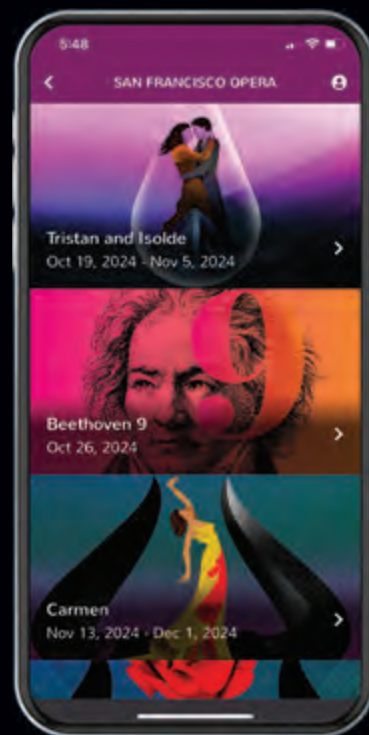 5:48
SAN FRANCISCO OPERA
Tristan and Isolde
Oct 19, 2024 - Nov 5, 2024
9
Beethoven 9
Oct 26, 2024
Carmen
Nov 13, 2024 - Dec 1, 2024